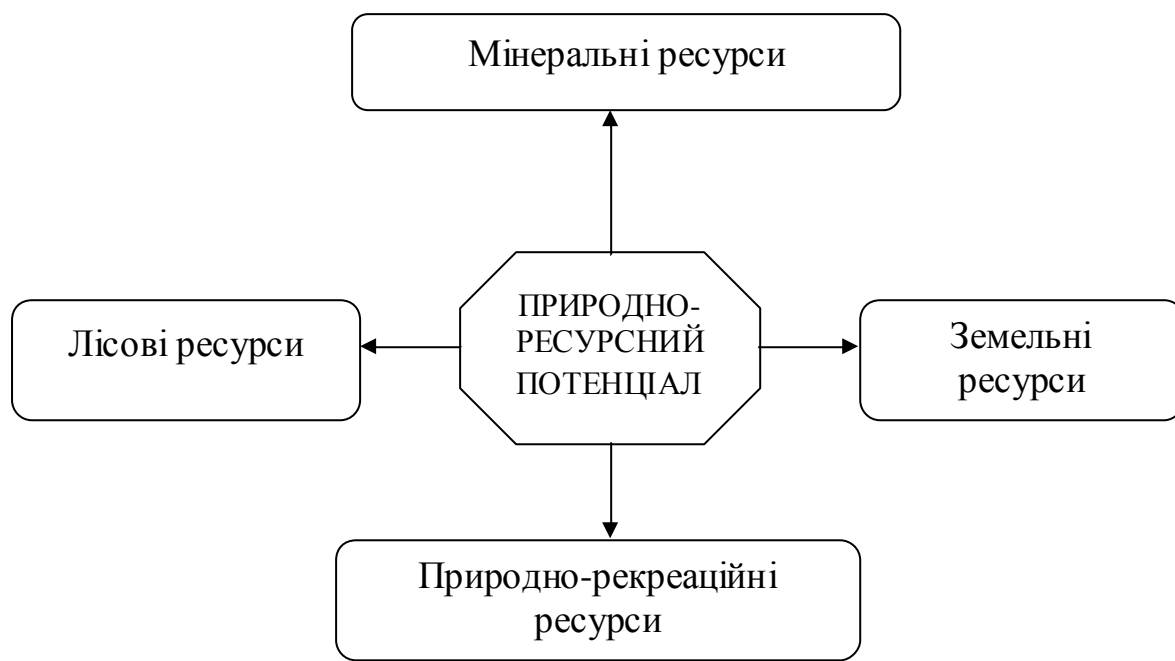 Мінеральні ресурси
Лісові ресурси
ПРИРОДНО-
РЕСУРСНИЙ
ПОТЕНЦІАЛ
Земельні
ресурси
Природно-рекреаційні
ресурси